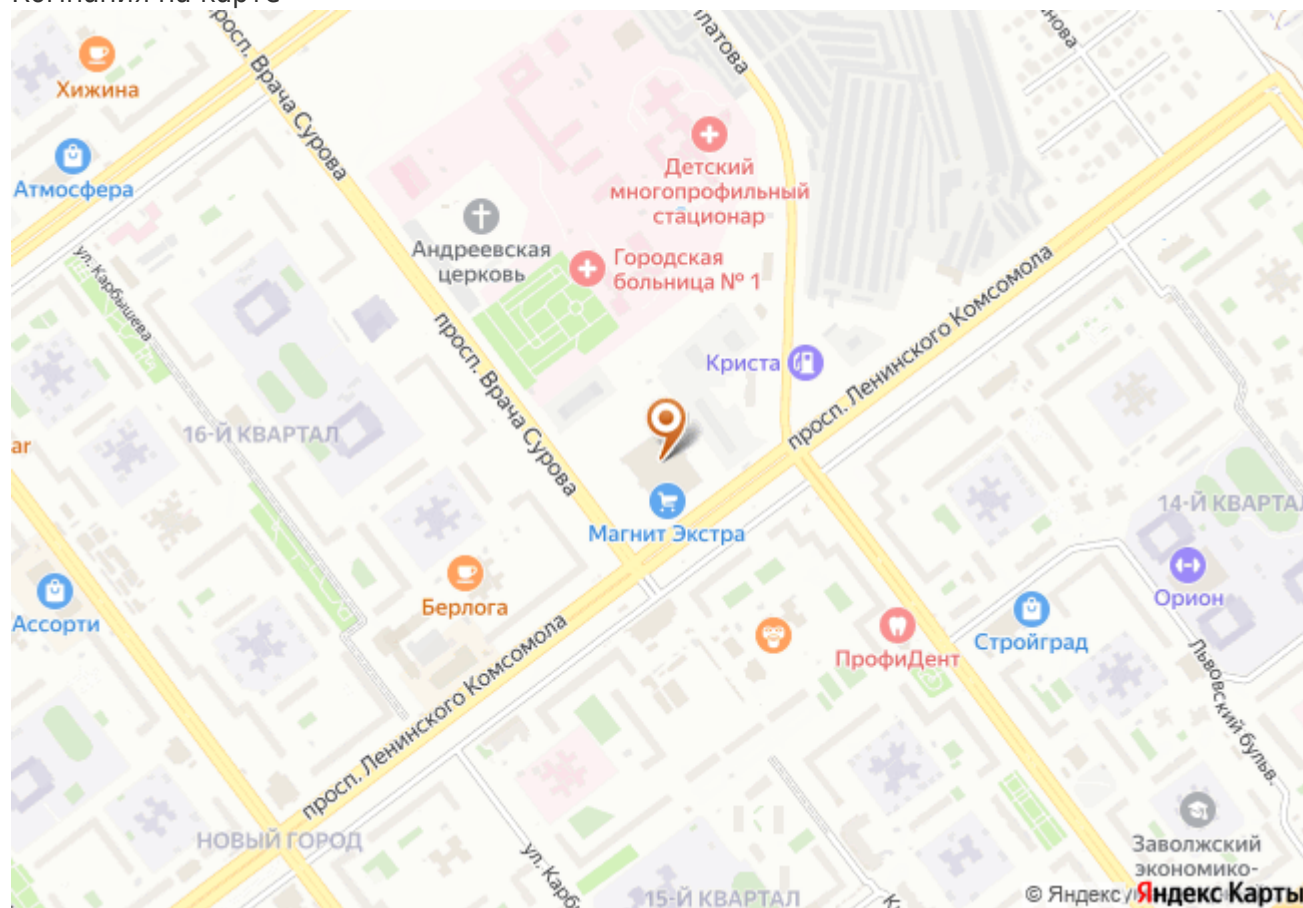 просп. Врача Сурова
Хижина
Атмосфера
Детский
многопрофильный
стационар
Андреевская
церковь
Городская
больница № 1
ул. Карбышева
просп. Ленинского Комсомола
Криста
просп. Врача Сурова
16-Й КВАРТАЛ
ar
Магнит Экстра
14-Й КВАРТАЛ
Берлога
Ассорти
Орион
Стройград
ПрофиДент
Львовский бульв.
просп. Ленинского Комсомола
НОВЫЙ ГОРОД
Заволжский
экономико-
15-Й КВАРТАЛ
© Яндекс
Яндекс Карты